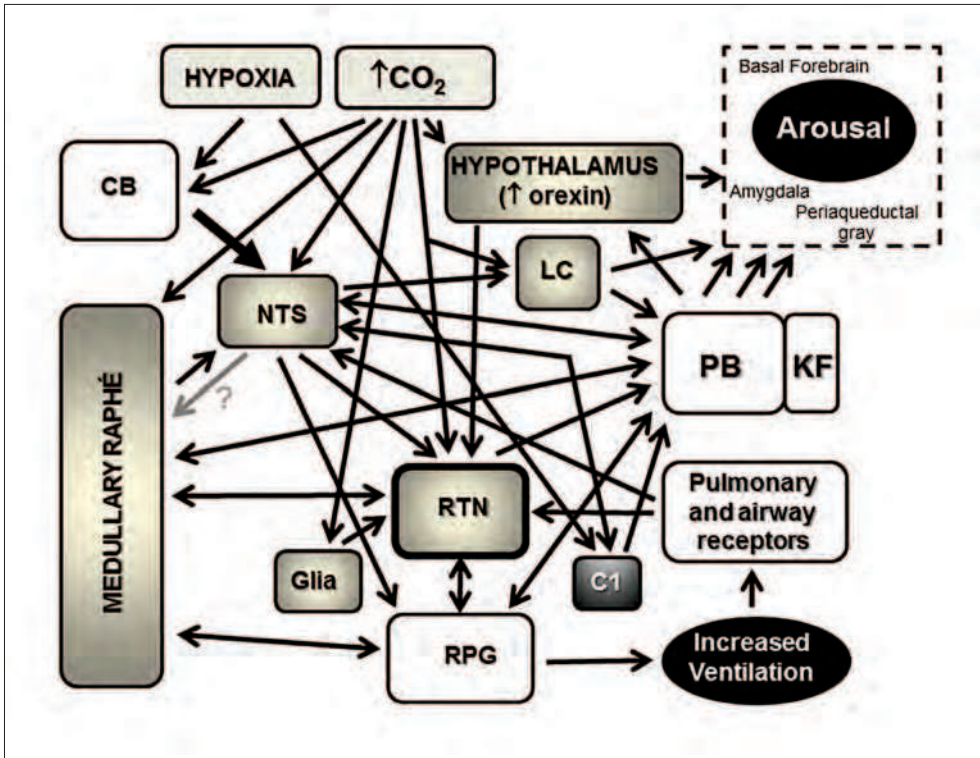 HYPOXIA
↑CO₂
Basal Forebrain
Arousal
CB
HYPOTHALAMUS
(↑ orexin)
Amygdala
Periaqueductal
gray
LC
NTS
?
PB
KF
MEDULLARY RAPHÉ
RTN
Pulmonary
and airway
receptors
Glia
C1
RPG
Increased
Ventilation